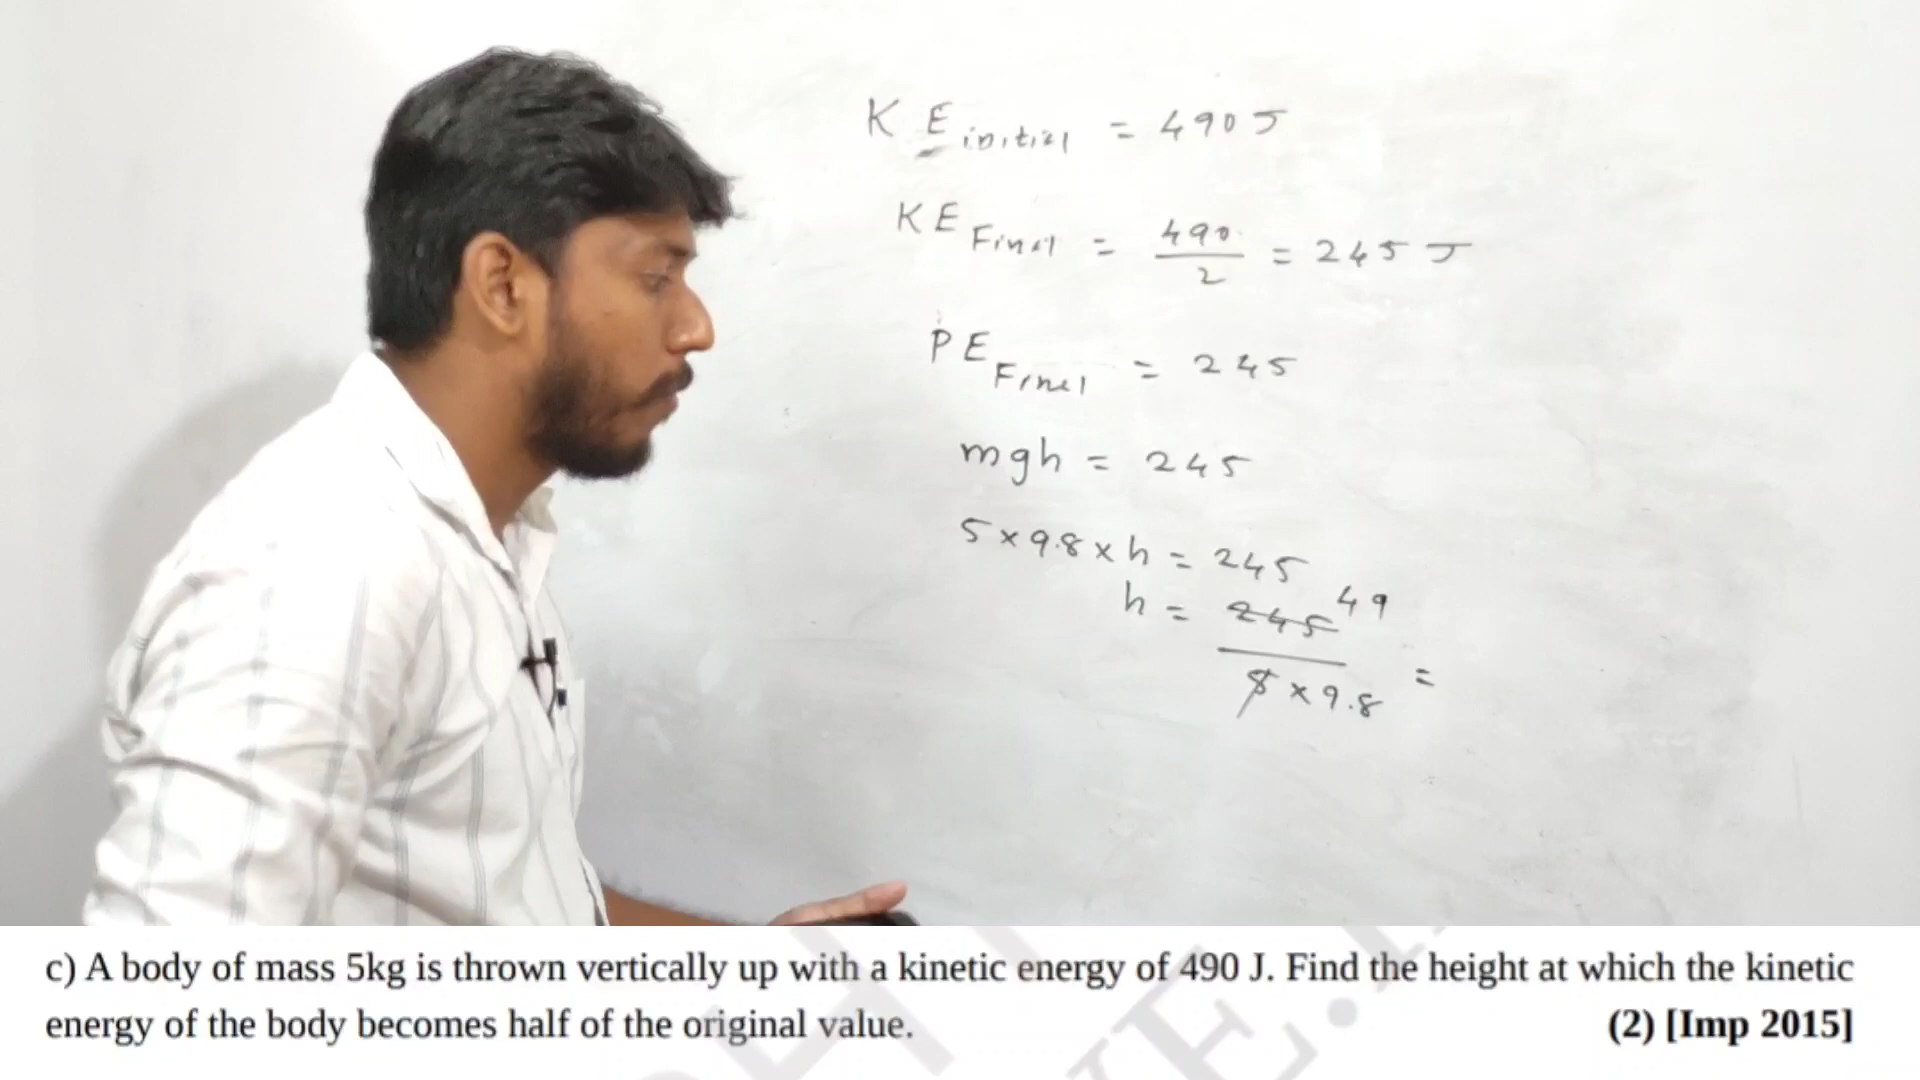 KE initial = 490 J
KE Final = 490/2 = 245 J
PE Final = 245
mgh = 245
5 × 9.8 × h = 245
h = 245 49 / 5 × 9.8 =
c) A body of mass 5kg is thrown vertically up with a kinetic energy of 490 J. Find the height at which the kinetic
energy of the body becomes half of the original value. (2) [Imp 2015]